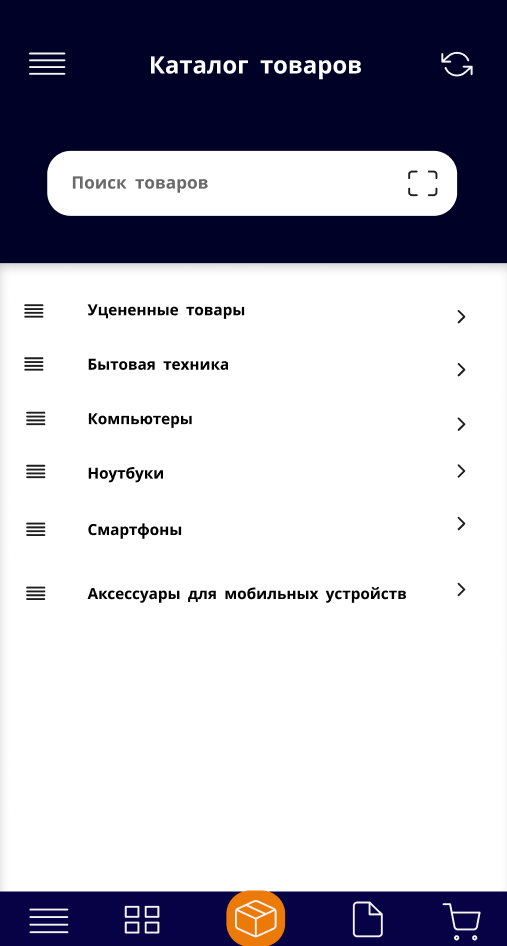 Каталог товаров
Поиск товаров
Уцененные товары
Бытовая техника
Компьютеры
Ноутбуки
Смартфоны
Аксессуары для мобильных устройств